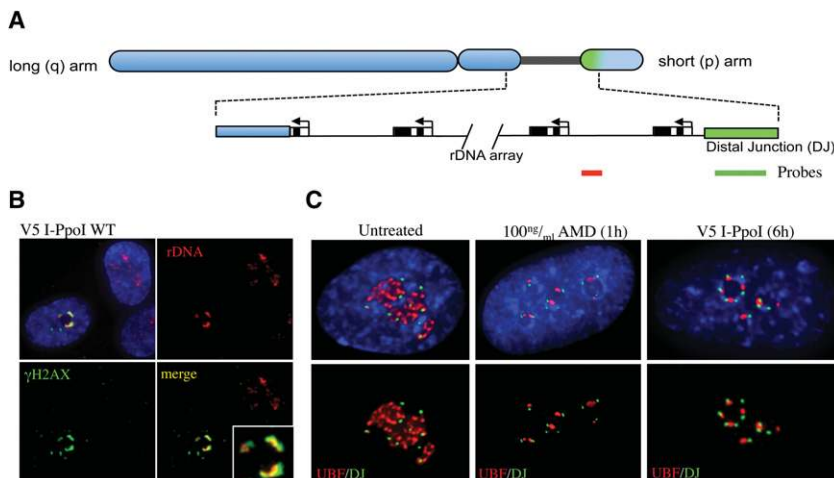 A
long (q) arm
short (p) arm
rDNA array
Distal Junction (DJ)
Probes
B
V5 I-PpoI WT
rDNA
γH2AX
merge
C
Untreated
100ng/ml AMD (1h)
V5 I-PpoI (6h)
UBF/DJ
UBF/DJ
UBF/DJ